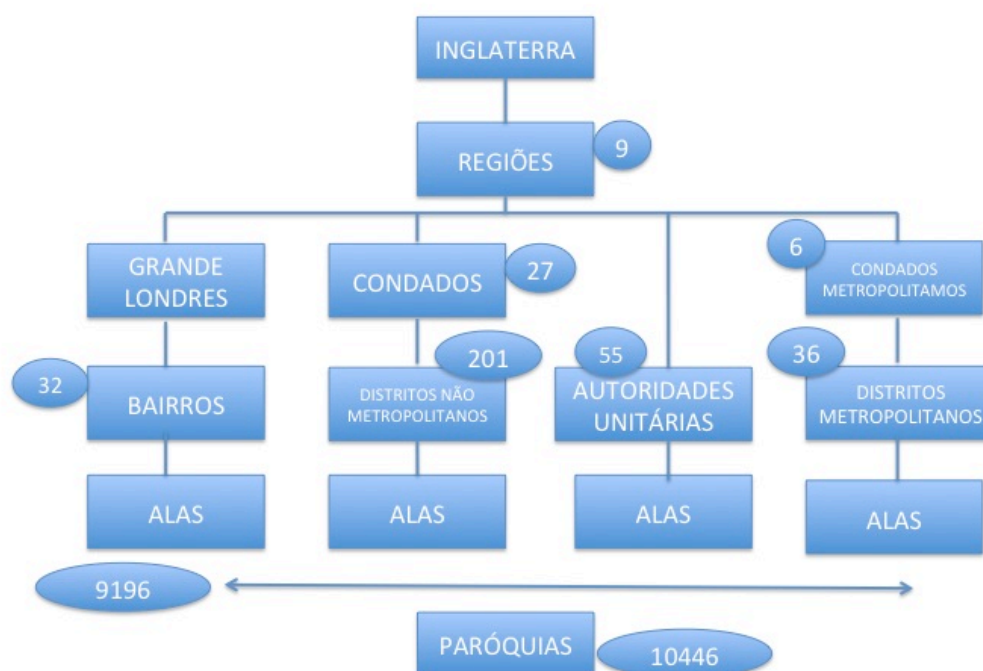 INGLATERRA
REGIÕES
9
GRANDE
LONDRES
CONDADOS
27
6
CONDADOS
METROPOLITAMOS
32
BAIRROS
201
DISTRITOS NÃO
METROPOLITANOS
55
AUTORIDADES
UNITÁRIAS
36
DISTRITOS
METROPOLITANOS
ALAS
ALAS
ALAS
ALAS
9196
PARÓQUIAS
10446